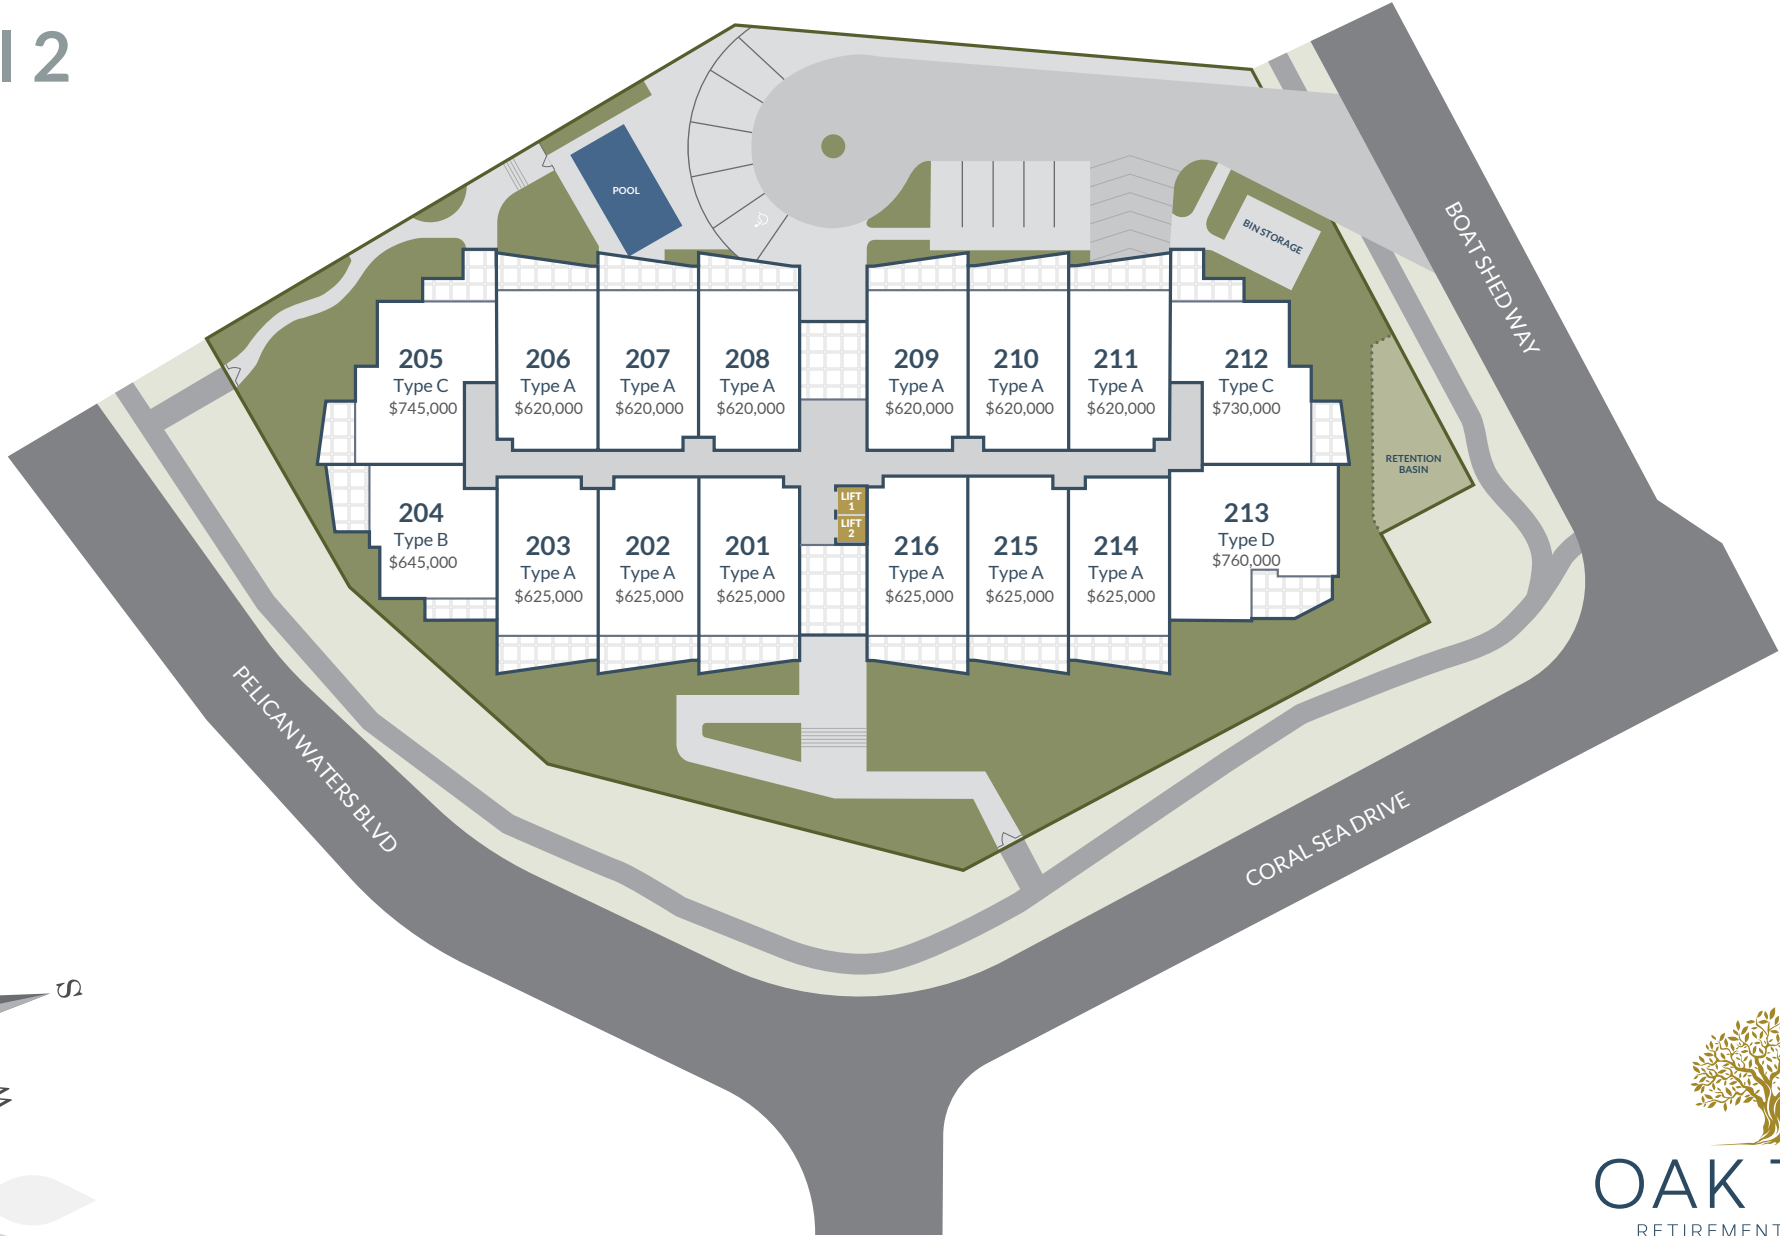 l 2
POOL
BIN STORAGE
BOAT SHED WAY
205
Type C
$745,000
206
Type A
$620,000
207
Type A
$620,000
208
Type A
$620,000
209
Type A
$620,000
210
Type A
$620,000
211
Type A
$620,000
212
Type C
$730,000
RETENTION
BASIN
204
Type B
$645,000
203
Type A
$625,000
202
Type A
$625,000
201
Type A
$625,000
LIFT
1
LIFT
2
216
Type A
$625,000
215
Type A
$625,000
214
Type A
$625,000
213
Type D
$760,000
PELICAN WATERS BLVD
CORAL SEA DRIVE
S
OAK T
RETIREMENT